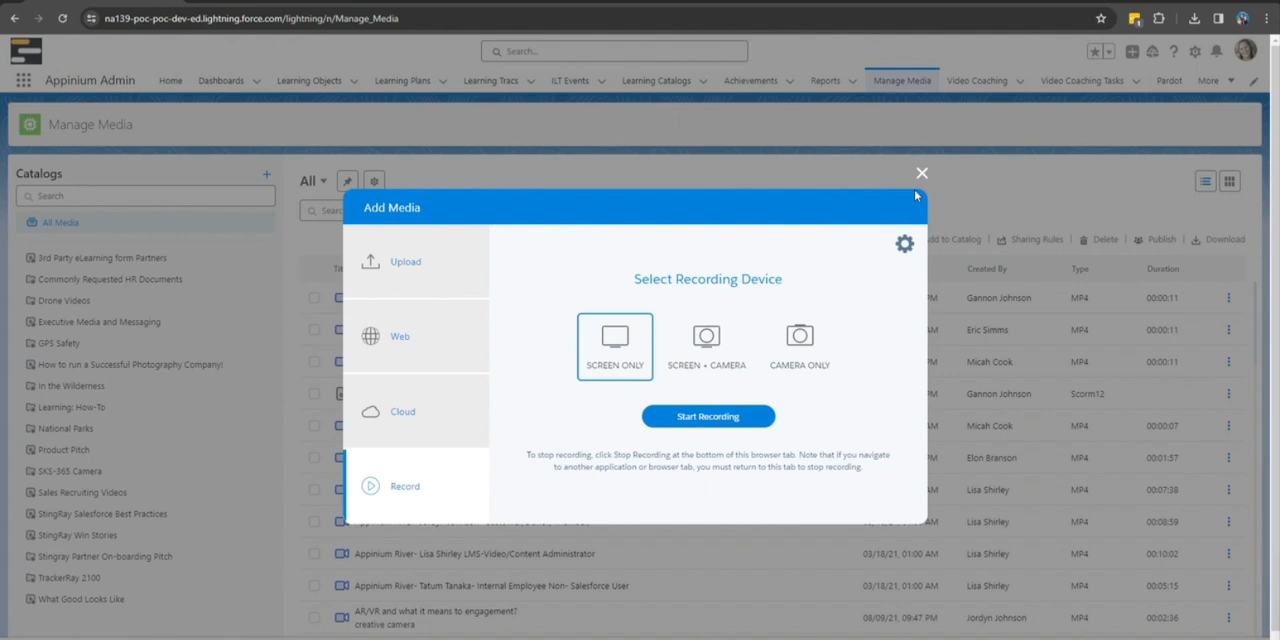 na139-poc-poc-dev-ed.lightning.force.com/lightning/n/Manage_Media
Search...
Appinium Admin Home Dashboards Learning Objects Learning Plans Learning Tracs ILT Events Learning Catalogs Achievements Reports Manage Media Video Coaching Video Coaching Tasks Pardot More
Manage Media
Catalogs
Search
All Media
3rd Party eLearning form Partners
Commonly Requested HR Documents
Drone Videos
Executive Media and Messaging
GPS Safety
How to run a Successful Photography Company!
In the Wilderness
Learning: How-To
National Parks
Product Pitch
SKS-365 Camera
Sales Recruiting Videos
StingRay Salesforce Best Practices
StingRay Win Stories
Stingray Partner On-boarding Pitch
TrackerRay 2100
What Good Looks Like
All
Add Media
Upload
Web
Cloud
Record
Select Recording Device
SCREEN ONLY SCREEN + CAMERA CAMERA ONLY
Start Recording
To stop recording, click Stop Recording at the bottom of this browser tab. Note that if you navigate
to another application or browser tab, you must return to this tab to stop recording.
to Catalog Sharing Rules Delete Publish Download
Created By Type Duration
Gannon Johnson MP4 00:00:11
Eric Simms MP4 00:00:11
Micah Cook MP4 00:00:11
Gannon Johnson Scorm12
Micah Cook MP4 00:00:07
Elon Branson MP4 00:01:57
Lisa Shirley MP4 00:07:38
Lisa Shirley MP4 00:08:59
Appinium River- Lisa Shirley LMS-Video/Content Administrator 03/18/21, 01:00 AM Lisa Shirley MP4 00:10:02
Appinium River- Tatum Tanaka- Internal Employee Non- Salesforce User 03/18/21, 01:00 AM Lisa Shirley MP4 00:05:15
AR/VR and what it means to engagement?
creative camera 08/09/21, 09:47 PM Jordyn Johnson MP4 00:02:36